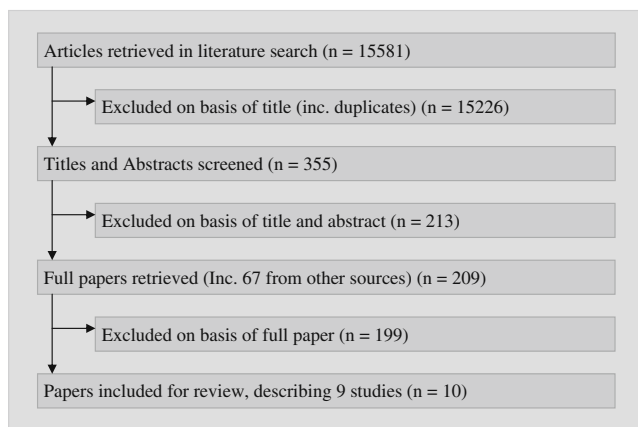 Articles retrieved in literature search (n = 15581)
Excluded on basis of title (inc. duplicates) (n = 15226)
Titles and Abstracts screened (n = 355)
Excluded on basis of title and abstract (n = 213)
Full papers retrieved (Inc. 67 from other sources) (n = 209)
Excluded on basis of full paper (n = 199)
Papers included for review, describing 9 studies (n = 10)